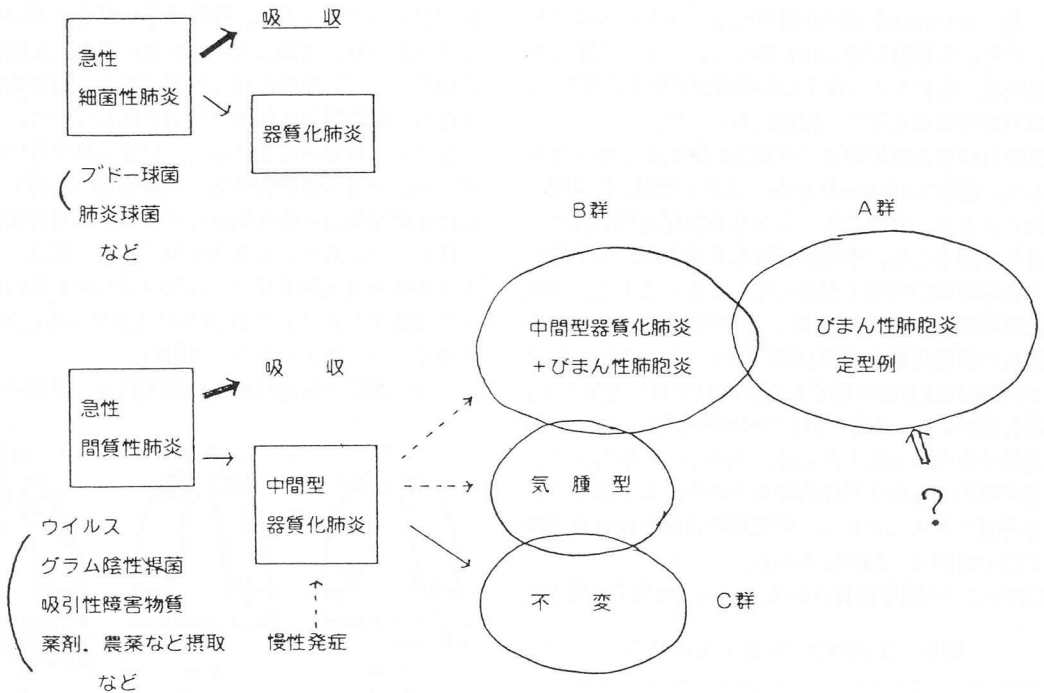 吸　収
急性
細菌性肺炎
器質化肺炎
ブドー球菌
肺炎球菌
など
B群
A群
中間型器質化肺炎
＋びまん性肺胞炎
びまん性肺胞炎
定型例
吸　収
急性
間質性肺炎
中間型
器質化肺炎
気　腫　型
?
ウイルス
グラム陰性桿菌
吸引性障害物質
薬剤．農薬など摂取
など
慢性発症
不　変
C群